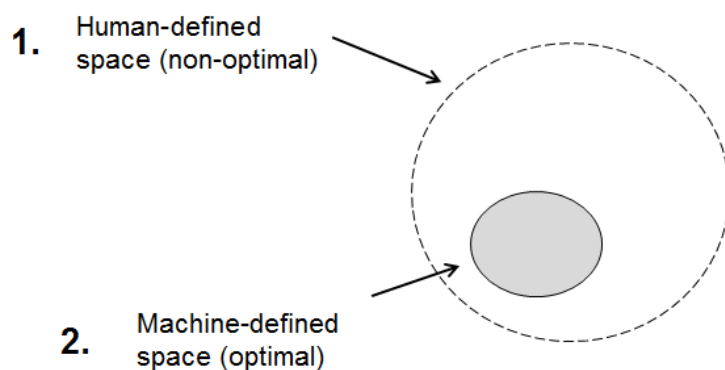 1. Human-defined
space (non-optimal)
2. Machine-defined
space (optimal)